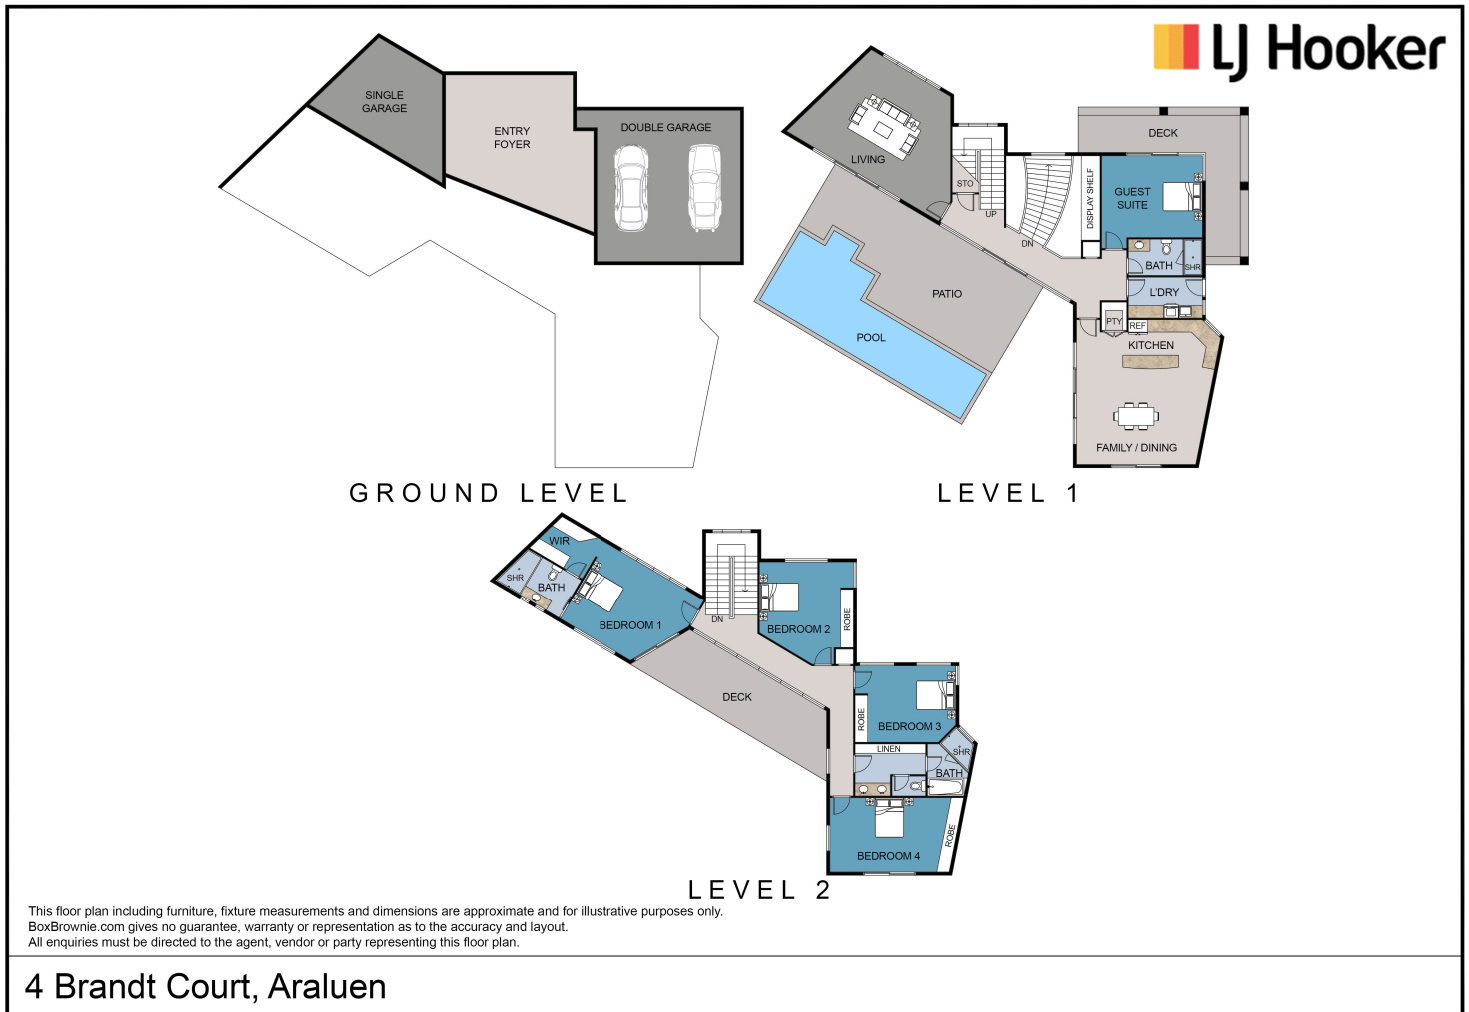 LJ Hooker
SINGLE
GARAGE
ENTRY
FOYER
DOUBLE GARAGE
GROUND LEVEL
LIVING
STO
UP
DN
DISPLAY SHELF
DECK
GUEST
SUITE
BATH
SHR
L'DRY
PTY
REF
KITCHEN
FAMILY / DINING
PATIO
POOL
LEVEL 1
WIR
SHR
BATH
BEDROOM 1
DN
BEDROOM 2
ROBE
DECK
BEDROOM 3
ROBE
LINEN
SHR
BATH
BEDROOM 4
ROBE
LEVEL 2
This floor plan including furniture, fixture measurements and dimensions are approximate and for illustrative purposes only.
BoxBrownie.com gives no guarantee, warranty or representation as to the accuracy and layout.
All enquiries must be directed to the agent, vendor or party representing this floor plan.
4 Brandt Court, Araluen